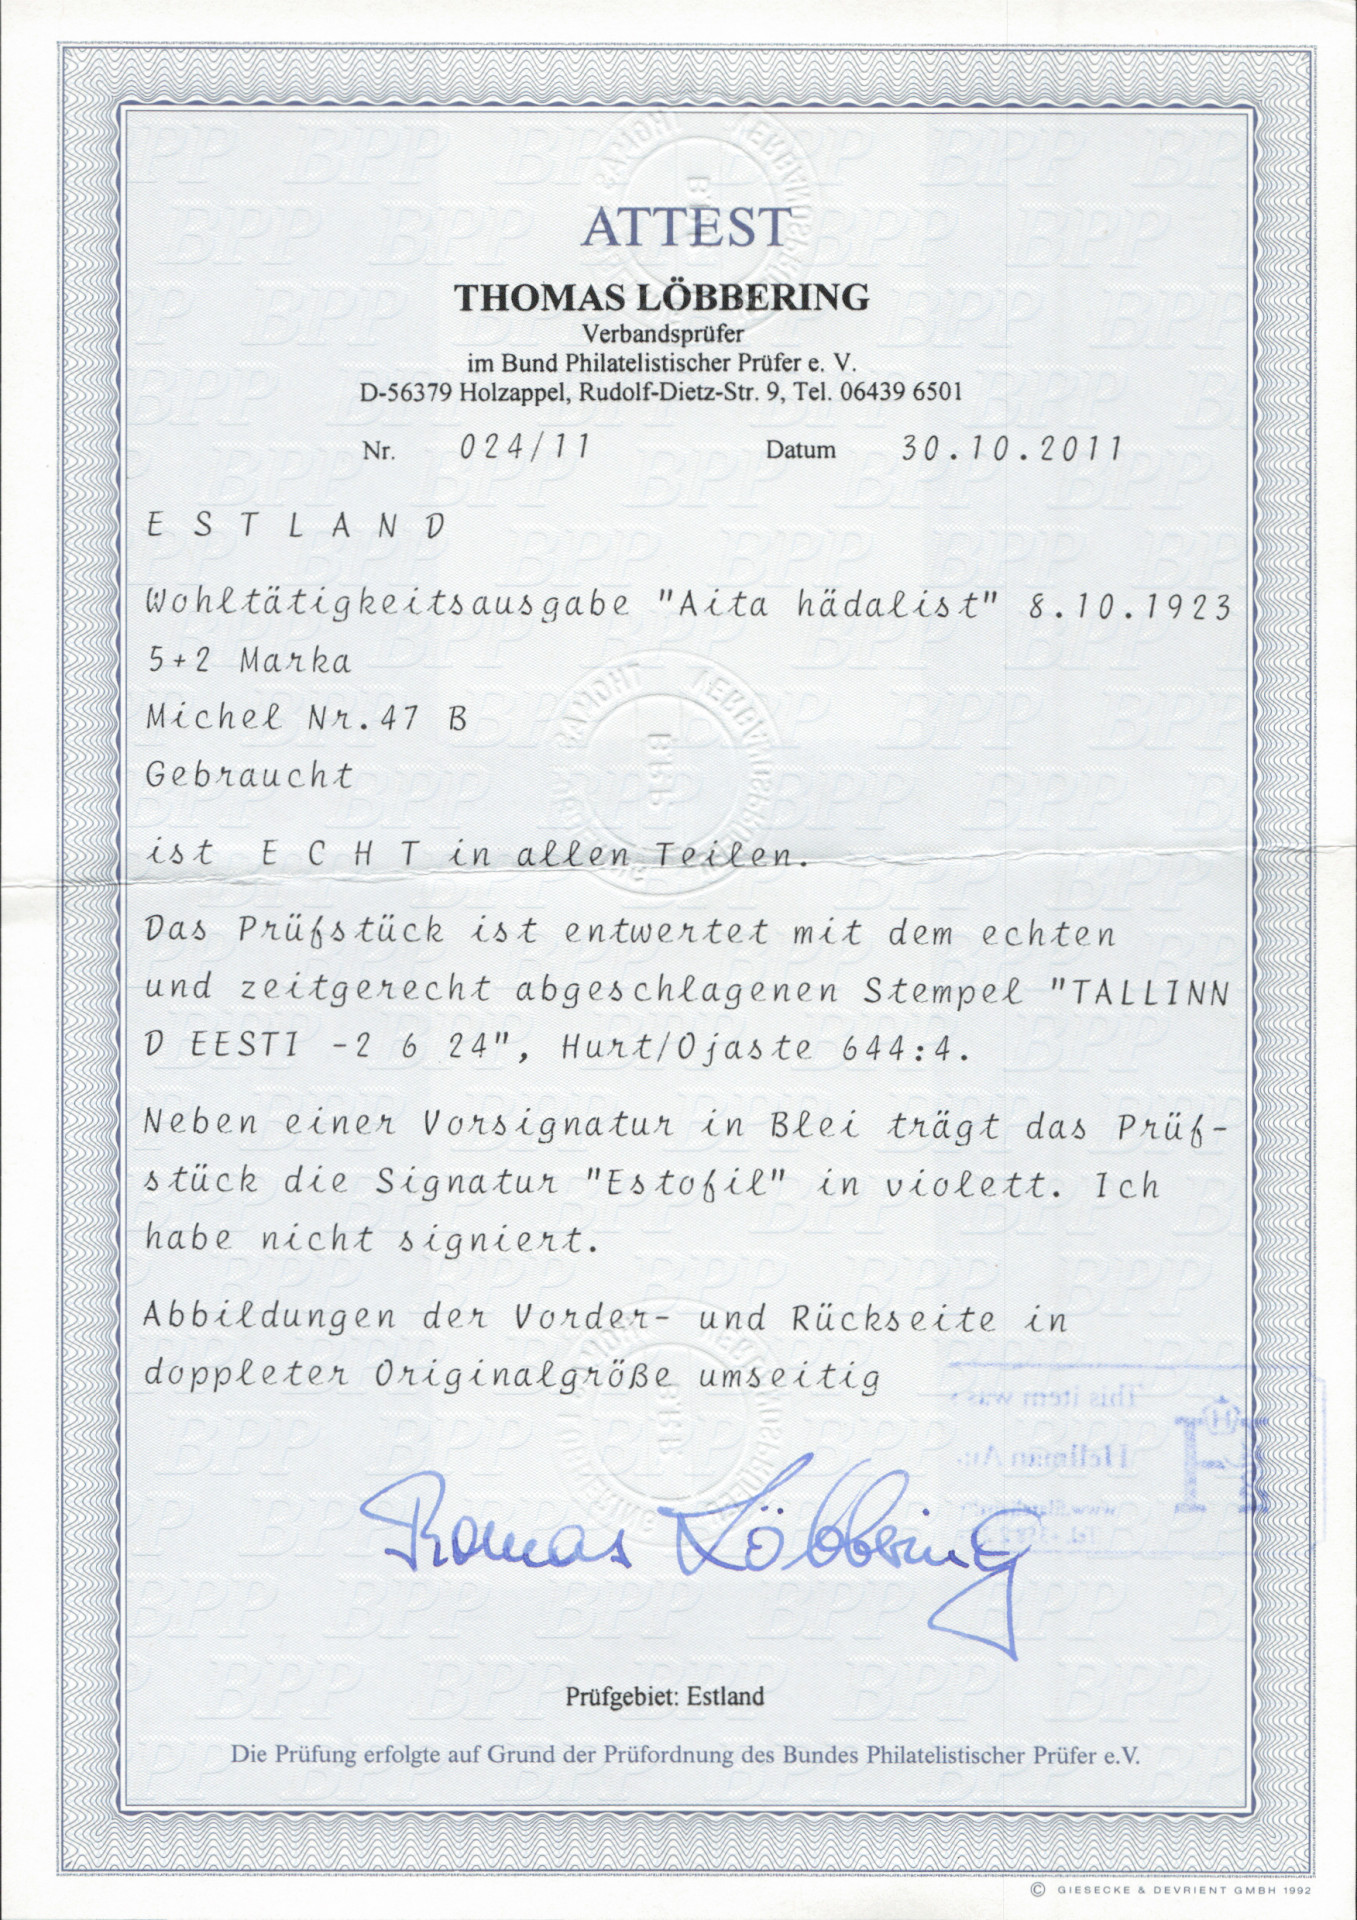 ATTEST
THOMAS LÖBBERING
Verbandsprüfer
im Bund Philatelistischer Prüfer e. V.
D-56379 Holzappel, Rudolf-Dietz-Str. 9, Tel. 06439 6501
Nr. 024/11 Datum 30.10.2011
E S T L A N D
Wohltätigkeitsausgabe "Aita hädalist" 8.10.1923
5+2 Marka
Michel Nr.47 B
Gebraucht
ist E C H T in allen Teilen.
Das Prüfstück ist entwertet mit dem echten
und zeitgerecht abgeschlagenen Stempel "TALLINN
D EESTI -2 6 24", Hurt/Ojaste 644:4.
Neben einer Vorsignatur in Blei trägt das Prüf-
stück die Signatur "Estofil" in violett. Ich
habe nicht signiert.
Abbildungen der Vorder- und Rückseite in
doppleter Originalgröße umseitig
This item was
Hellman Au
Thomas Löbbering
Prüfgebiet: Estland
Die Prüfung erfolgte auf Grund der Prüfordnung des Bundes Philatelistischer Prüfer e.V.
© GIESECKE & DEVRIENT GMBH 1992